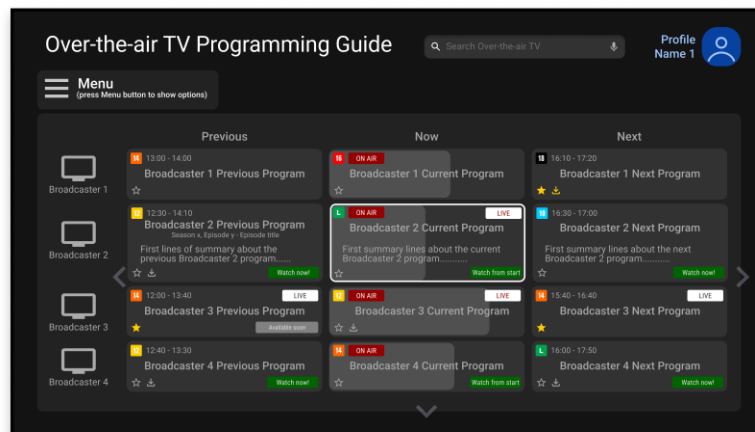 Over-the-air TV Programming Guide
Search Over-the-air TV
Profile
Name 1
Menu
(press Menu button to show options)
Previous
Now
Next
Broadcaster 1
14 13:00 - 14:00
Broadcaster 1 Previous Program
16 ON AIR
Broadcaster 1 Current Program
18 16:10 - 17:20
Broadcaster 1 Next Program
Broadcaster 2
12 12:30 - 14:10
Broadcaster 2 Previous Program
Season x, Episode y - Episode title
First lines of summary about the
previous Broadcaster 2 program......
Watch now!
L ON AIR LIVE
Broadcaster 2 Current Program
First summary lines about the current
Broadcaster 2 program...........
Watch from start
10 16:30 - 17:00
Broadcaster 2 Next Program
First summary lines about the next
Broadcaster 2 program...........
Watch now!
Broadcaster 3
14 12:00 - 13:40 LIVE
Broadcaster 3 Previous Program
Available soon
12 ON AIR LIVE
Broadcaster 3 Current Program
14 15:40 - 16:40 LIVE
Broadcaster 3 Next Program
Broadcaster 4
12 12:40 - 13:30
Broadcaster 4 Previous Program
Watch now!
14 ON AIR
Broadcaster 4 Current Program
Watch from start
L 16:00 - 17:50
Broadcaster 4 Next Program
Watch now!